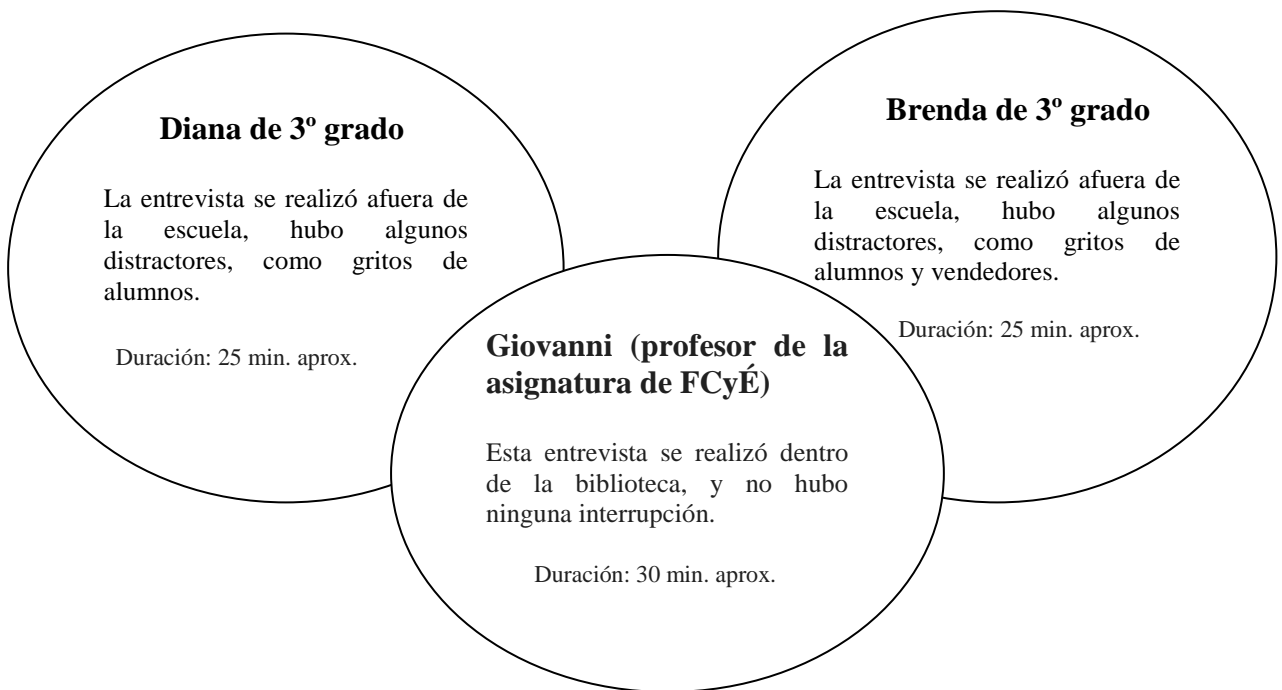 Diana de 3º grado
La entrevista se realizó afuera de
la escuela, hubo algunos
distractores, como gritos de
alumnos.
Duración: 25 min. aprox.
Brenda de 3º grado
La entrevista se realizó afuera de
la escuela, hubo algunos
distractores, como gritos de
alumnos y vendedores.
Duración: 25 min. aprox.
Giovanni (profesor de la
asignatura de FCyÉ)
Esta entrevista se realizó dentro
de la biblioteca, y no hubo
ninguna interrupción.
Duración: 30 min. aprox.